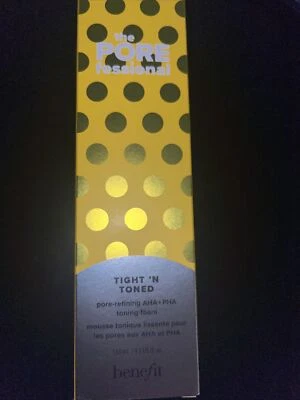 the
PORE
fessional
TIGHT 'N
TONED
pore-refining AHA+PHA
toning foam
mousse tonique lissante pour
les pores aux AHA et PHA
benefit